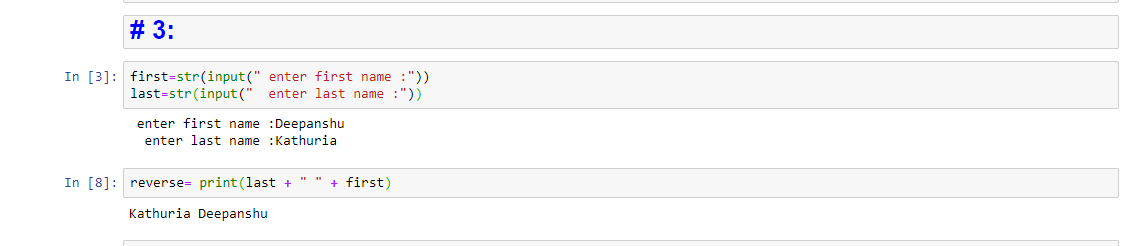 # 3:
In [3]: first=str(input(" enter first name :"))
last=str(input("  enter last name :"))
enter first name :Deepanshu
enter last name :Kathuria
In [8]: reverse= print(last + " " + first)
Kathuria Deepanshu